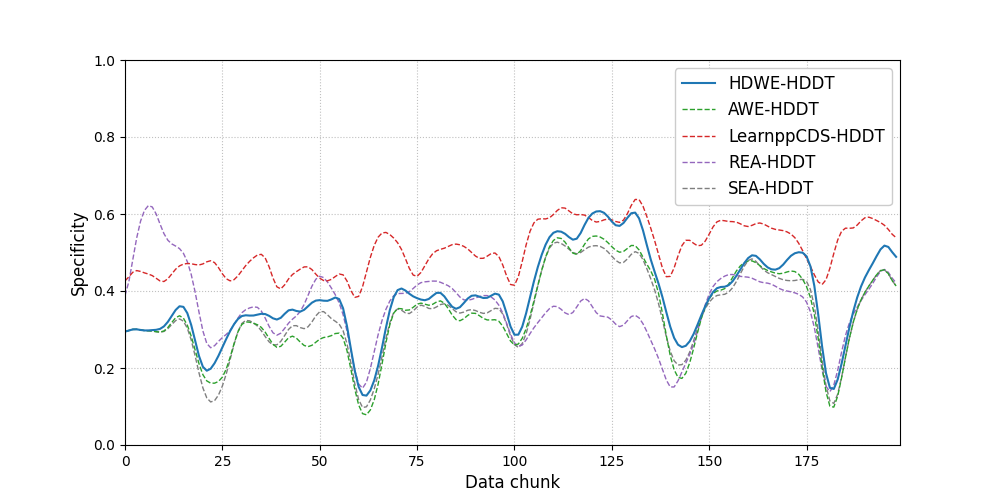 1.0
0.8
0.6
0.4
0.2
0.0
Specificity
0
25
50
75
100
125
150
175
Data chunk
HDWE-HDDT
AWE-HDDT
LearnppCDS-HDDT
REA-HDDT
SEA-HDDT